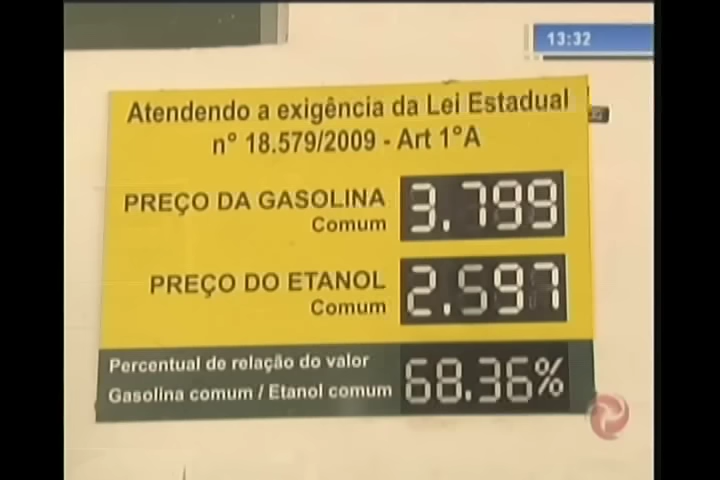 13:32
Atendendo a exigência da Lei Estadual
n° 18.579/2009 - Art 1°A
PREÇO DA GASOLINA 3.799
Comum
PREÇO DO ETANOL 2.597
Comum
Percentual de relação do valor
Gasolina comum / Etanol comum 68.36%